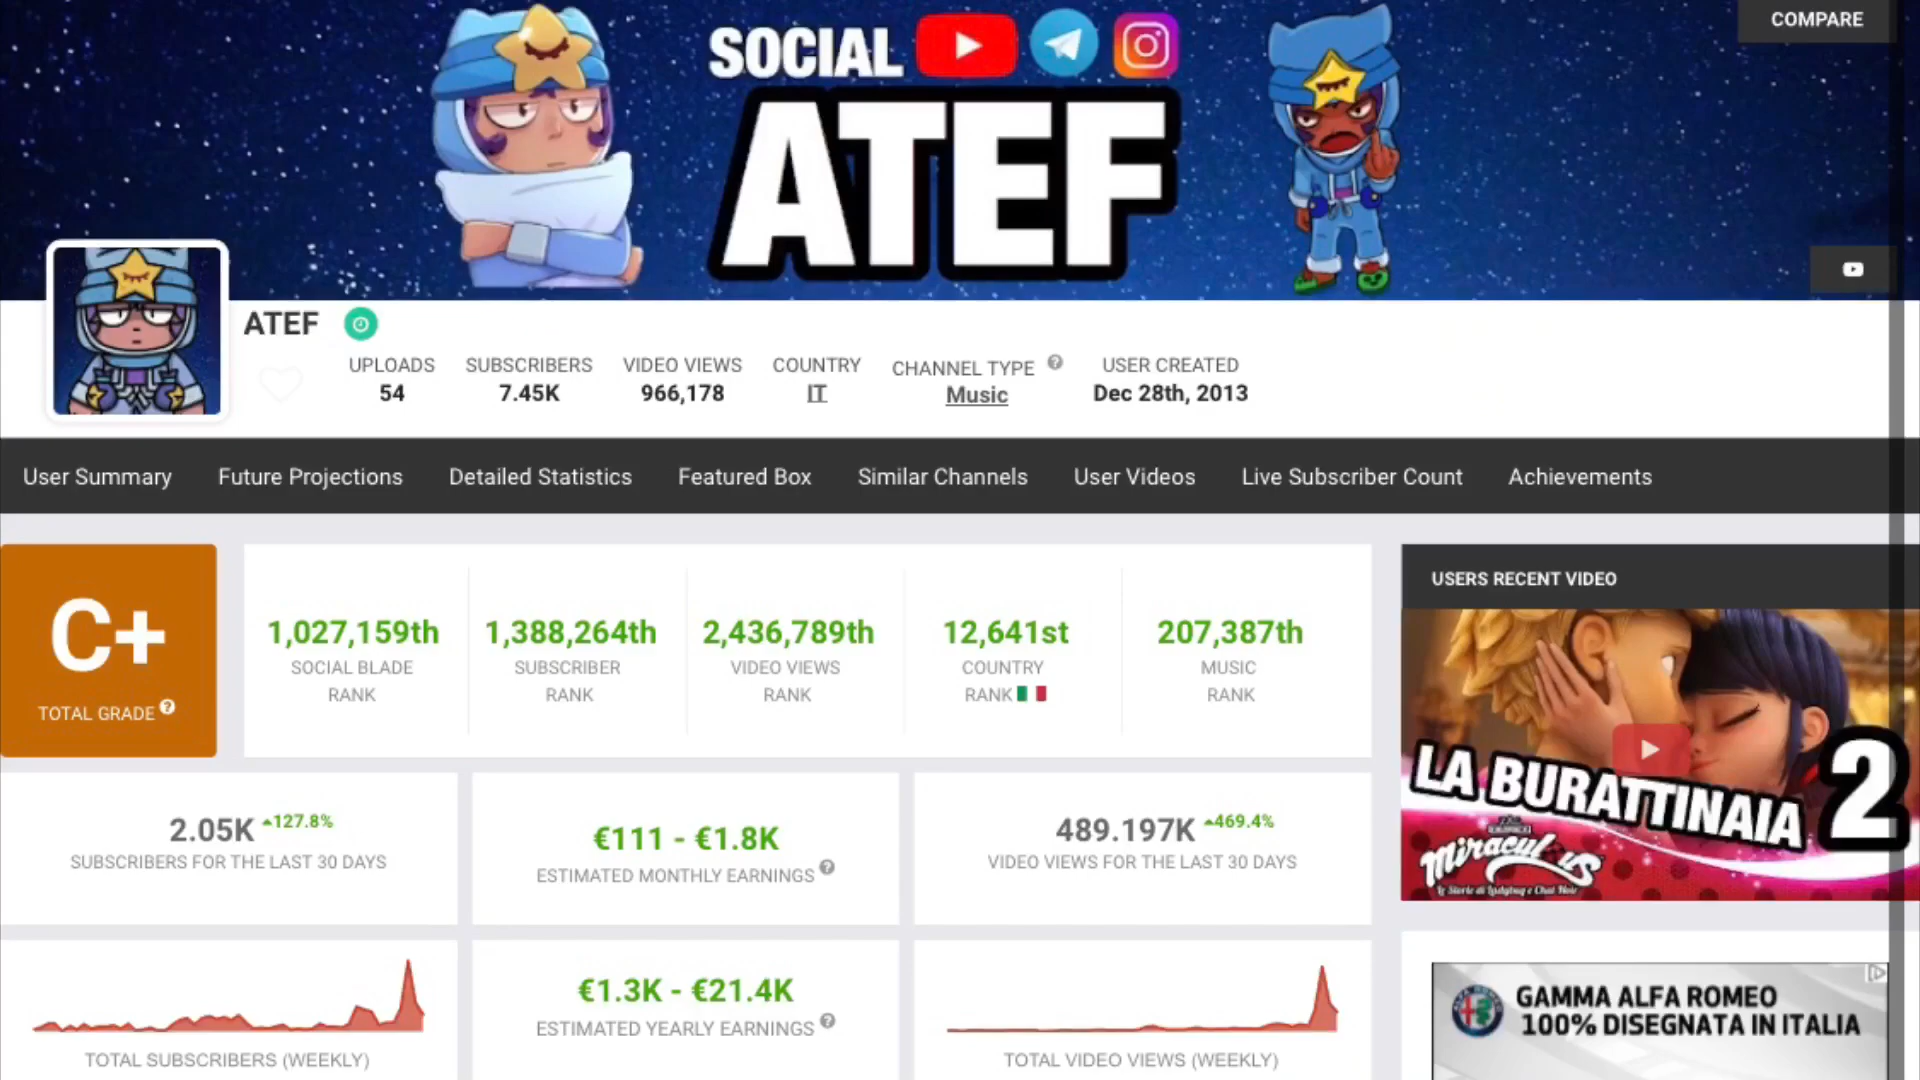 COMPARE
SOCIAL
ATEF
ATEF
UPLOADS
54
SUBSCRIBERS
7.45K
VIDEO VIEWS
966,178
COUNTRY
IT
CHANNEL TYPE ?
Music
USER CREATED
Dec 28th, 2013
User Summary
Future Projections
Detailed Statistics
Featured Box
Similar Channels
User Videos
Live Subscriber Count
Achievements
C+
TOTAL GRADE ?
1,027,159th
SOCIAL BLADE
RANK
1,388,264th
SUBSCRIBER
RANK
2,436,789th
VIDEO VIEWS
RANK
12,641st
COUNTRY
RANK
207,387th
MUSIC
RANK
USERS RECENT VIDEO
LA BURATTINAIA 2
Miraculous
Le Storie di Ladybug e Chat Noir
2.05K 127.8%
SUBSCRIBERS FOR THE LAST 30 DAYS
€111 - €1.8K
ESTIMATED MONTHLY EARNINGS ?
489.197K 469.4%
VIDEO VIEWS FOR THE LAST 30 DAYS
TOTAL SUBSCRIBERS (WEEKLY)
€1.3K - €21.4K
ESTIMATED YEARLY EARNINGS ?
TOTAL VIDEO VIEWS (WEEKLY)
GAMMA ALFA ROMEO
100% DISEGNATA IN ITALIA